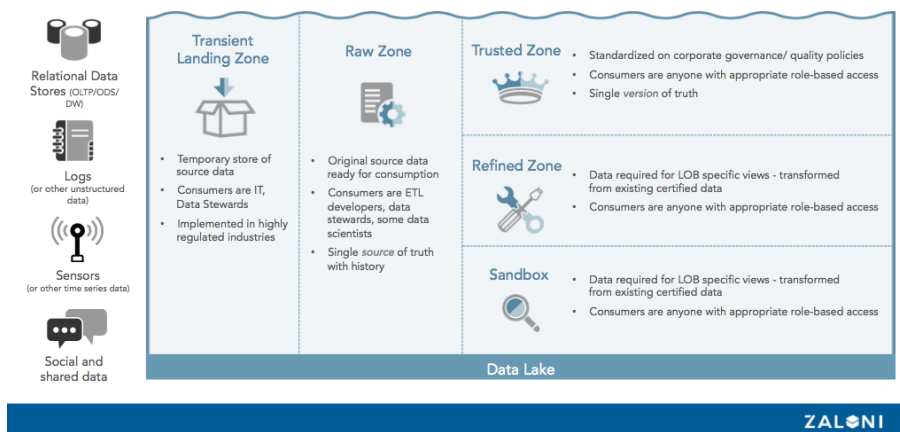 Relational Data
Stores (OLTP/ODS/
DW)
Logs
(or other unstructured
data)
Sensors
(or other time series data)
Social and
shared data
Transient
Landing Zone
• Temporary store of
source data
• Consumers are IT,
Data Stewards
• Implemented in highly
regulated industries
Raw Zone
• Original source data
ready for consumption
• Consumers are ETL
developers, data
stewards, some data
scientists
• Single source of truth
with history
Trusted Zone
• Standardized on corporate governance/ quality policies
• Consumers are anyone with appropriate role-based access
• Single version of truth
Refined Zone
• Data required for LOB specific views - transformed
from existing certified data
• Consumers are anyone with appropriate role-based access
Sandbox
• Data required for LOB specific views - transformed
from existing certified data
• Consumers are anyone with appropriate role-based access
Data Lake
ZALONI